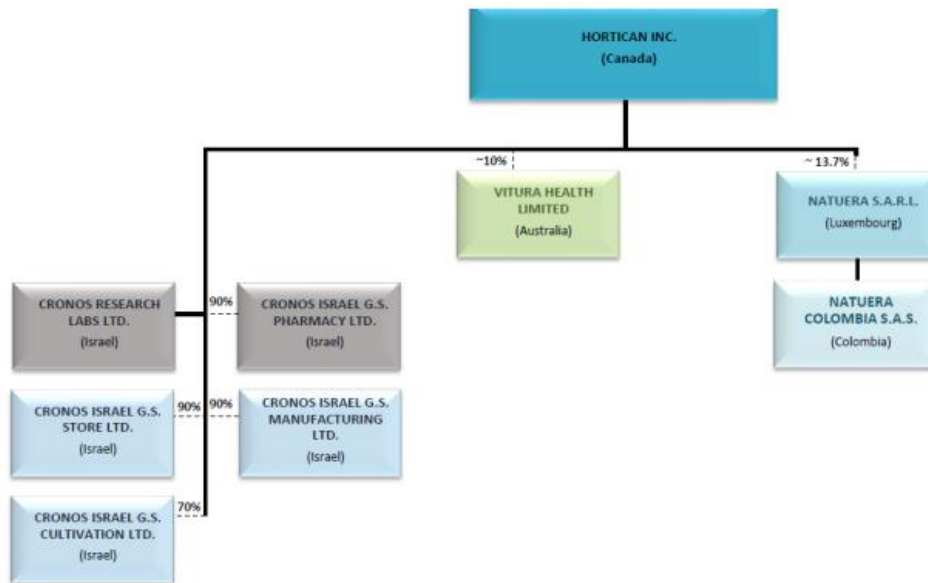 HORTICAN INC.
(Canada)
~10%
~ 13.7%
VITURA HEALTH
LIMITED
(Australia)
NATUERA S.A.R.L.
(Luxembourg)
NATUERA
COLOMBIA S.A.S.
(Colombia)
CRONOS RESEARCH
LABS LTD.
(Israel)
90%
CRONOS ISRAEL G.S.
PHARMACY LTD.
(Israel)
CRONOS ISRAEL G.S.
STORE LTD.
(Israel)
90%
90%
CRONOS ISRAEL G.S.
MANUFACTURING
LTD.
(Israel)
CRONOS ISRAEL G.S.
CULTIVATION LTD.
(Israel)
70%